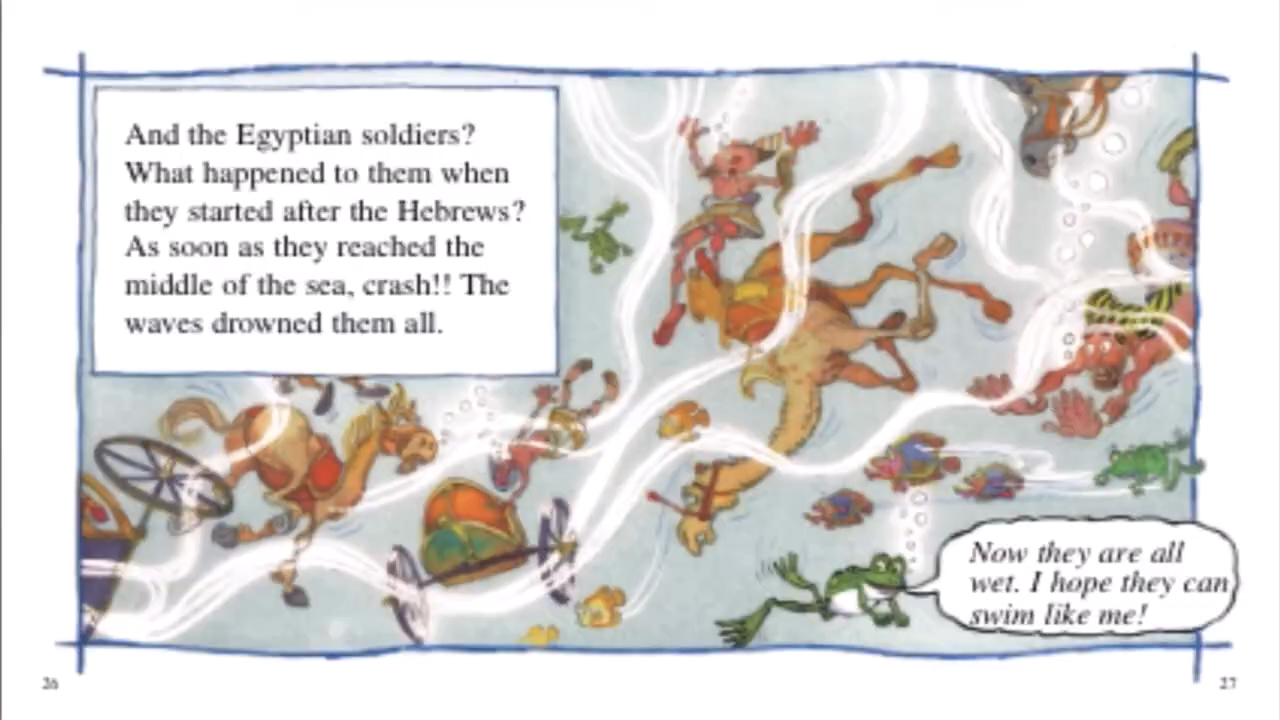 And the Egyptian soldiers?
What happened to them when
they started after the Hebrews?
As soon as they reached the
middle of the sea, crash!! The
waves drowned them all.
Now they are all
wet. I hope they can
swim like me!
26
27